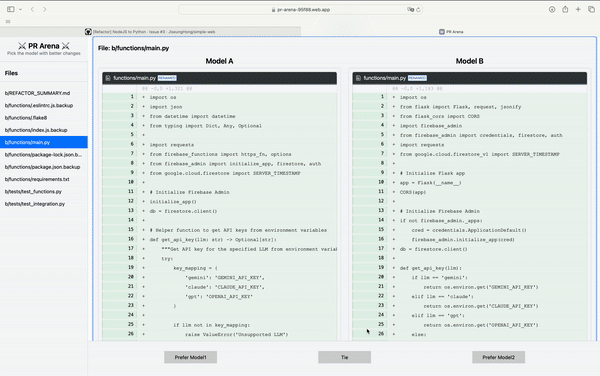 pr-arena-95f88.web.app
[Refactor] NodeJS to Python · Issue #3 · JiseungHong/simple-web
PR Arena
⚔ PR Arena ⚔
Pick the model with better changes
Files
b/REFACTOR_SUMMARY.md
b/functions/.eslintrc.js.backup
b/functions/.flake8
b/functions/index.js.backup
b/functions/main.py
b/functions/package-lock.json.b...
b/functions/package.json.backup
b/functions/requirements.txt
b/tests/test_functions.py
b/tests/test_integration.py
File: b/functions/main.py
Model A
functions/main.py RENAMED
@@ -0,0 +1,301 @@
1 + import os
2 + import json
3 + from datetime import datetime
4 + from typing import Dict, Any, Optional
5 +
6 + import requests
7 + from firebase_functions import https_fn, options
8 + from firebase_admin import initialize_app, firestore, auth
9 + from google.cloud.firestore import SERVER_TIMESTAMP
10 +
11 + # Initialize Firebase Admin
12 + initialize_app()
13 + db = firestore.client()
14 +
15 + # Helper function to get API keys from environment variables
16 + def get_api_key(llm: str) -> Optional[str]:
17 + """Get API key for the specified LLM from environment variab
18 + try:
19 + key_mapping = {
20 + 'gemini': 'GEMINI_API_KEY',
21 + 'claude': 'CLAUDE_API_KEY',
22 + 'gpt': 'OPENAI_API_KEY'
23 + }
24 +
25 + if llm not in key_mapping:
26 + raise ValueError("Unsupported LLM")
Model B
functions/main.py RENAMED
@@ -0,0 +1,183 @@
1 + import os
2 + from flask import Flask, request, jsonify
3 + from flask_cors import CORS
4 + import firebase_admin
5 + from firebase_admin import credentials, firestore, auth
6 + import requests
7 + from google.cloud.firestore_v1 import SERVER_TIMESTAMP
8 +
9 + # Initialize Flask app
10 + app = Flask(__name__)
11 + CORS(app)
12 +
13 + # Initialize Firebase Admin
14 + if not firebase_admin._apps:
15 + cred = credentials.ApplicationDefault()
16 + firebase_admin.initialize_app(cred)
17 + db = firestore.client()
18 +
19 + def get_api_key(llm):
20 + if llm == 'gemini':
21 + return os.environ.get("GEMINI_API_KEY")
22 + elif llm == 'claude':
23 + return os.environ.get("CLAUDE_API_KEY")
24 + elif llm == 'gpt':
25 + return os.environ.get("OPENAI_API_KEY")
26 + else:
Prefer Model1
Tie
Prefer Model2